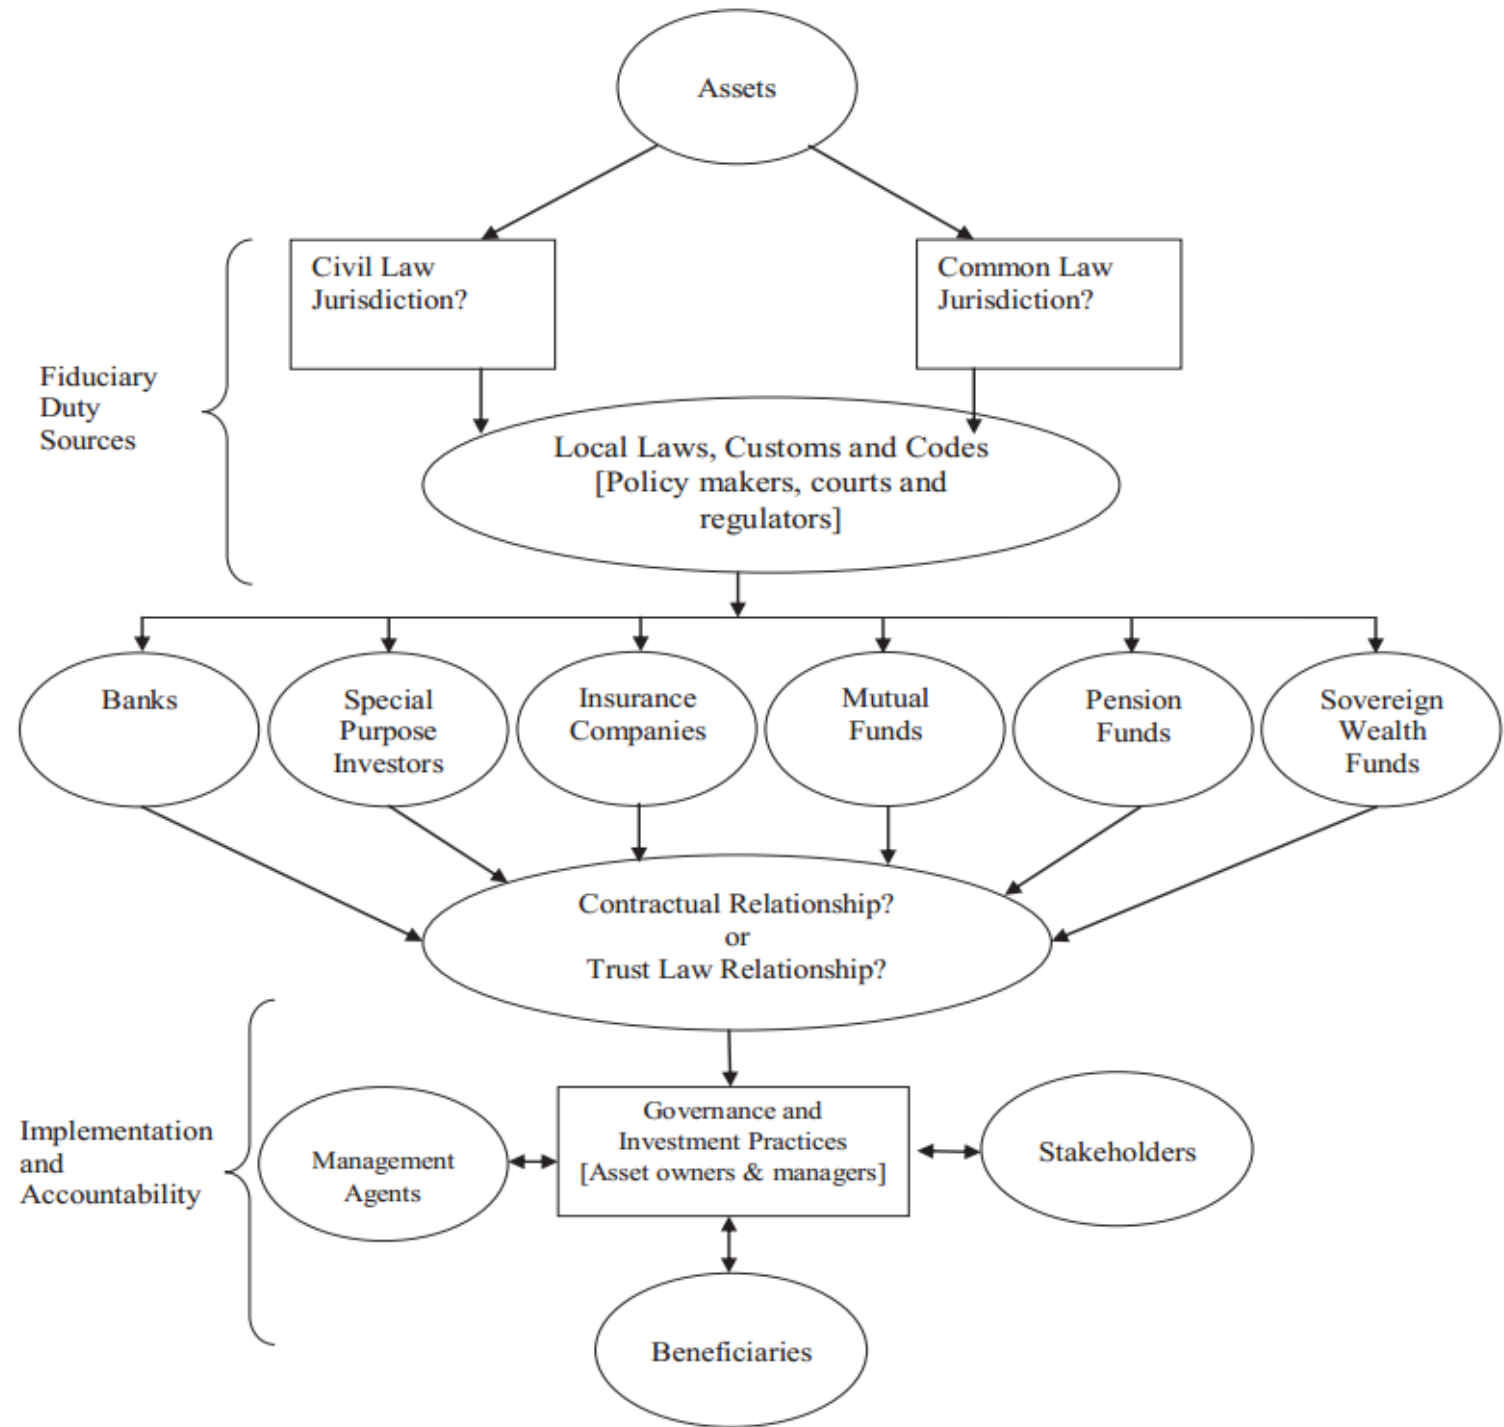 Assets
Civil Law
Jurisdiction?
Common Law
Jurisdiction?
Fiduciary
Duty
Sources
Local Laws, Customs and Codes
[Policy makers, courts and
regulators]
Banks
Special
Purpose
Investors
Insurance
Companies
Mutual
Funds
Pension
Funds
Sovereign
Wealth
Funds
Contractual Relationship?
or
Trust Law Relationship?
Implementation
and
Accountability
Management
Agents
Governance and
Investment Practices
[Asset owners & managers]
Stakeholders
Beneficiaries